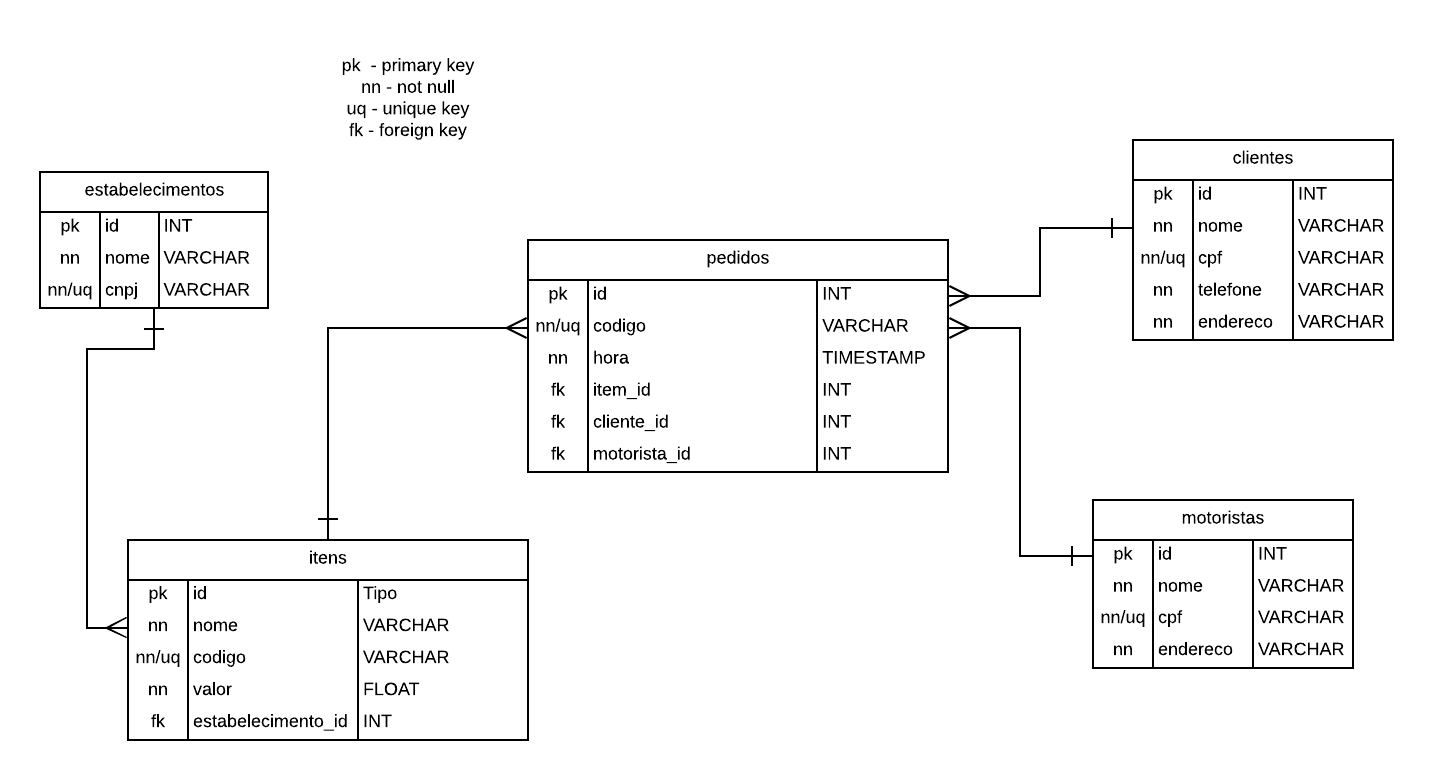 pk - primary key
nn - not null
uq - unique key
fk - foreign key
estabelecimentos
pk id INT
nn nome VARCHAR
nn/uq cnpj VARCHAR
pedidos
pk id INT
nn/uq codigo VARCHAR
nn hora TIMESTAMP
fk item_id INT
fk cliente_id INT
fk motorista_id INT
clientes
pk id INT
nn nome VARCHAR
nn/uq cpf VARCHAR
nn telefone VARCHAR
nn endereco VARCHAR
itens
pk id Tipo
nn nome VARCHAR
nn/uq codigo VARCHAR
nn valor FLOAT
fk estabelecimento_id INT
motoristas
pk id INT
nn nome VARCHAR
nn/uq cpf VARCHAR
nn endereco VARCHAR